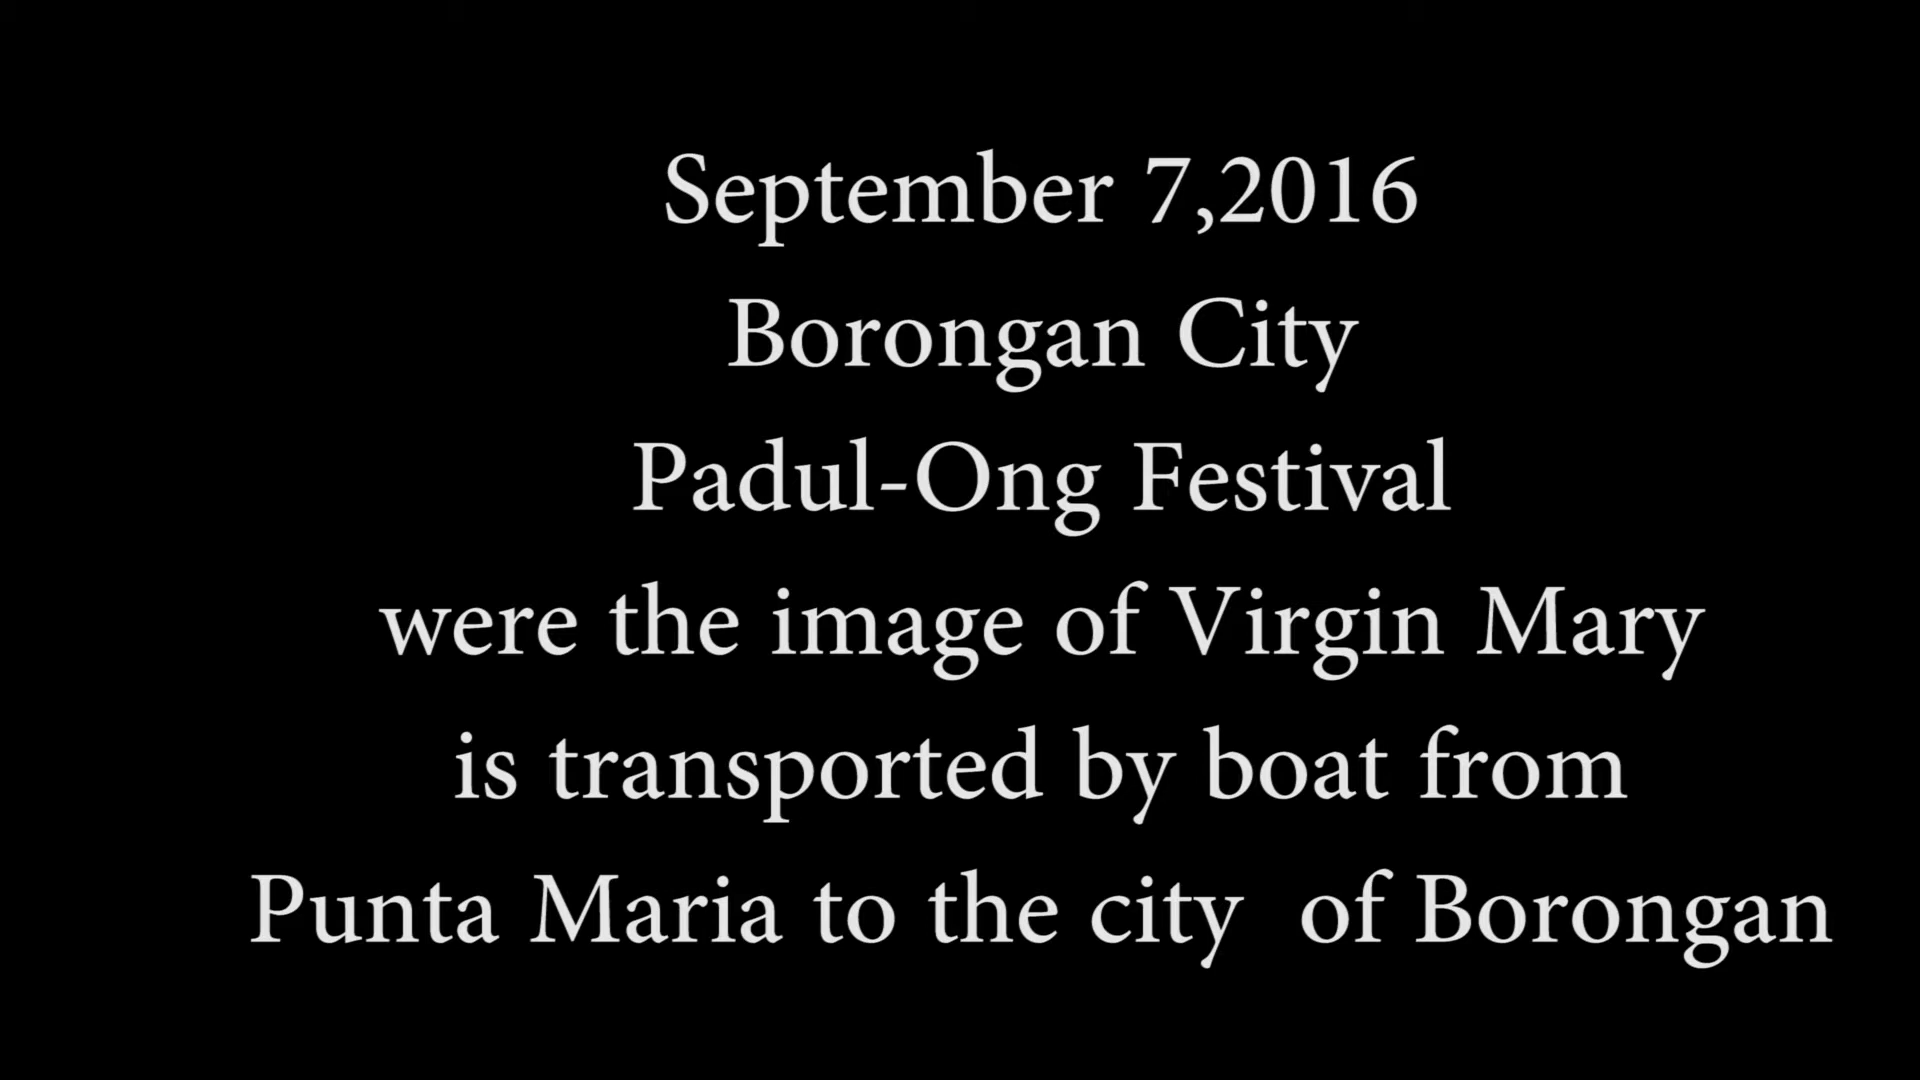 September 7,2016
Borongan City
Padul-Ong Festival
were the image of Virgin Mary
is transported by boat from
Punta Maria to the city  of Borongan